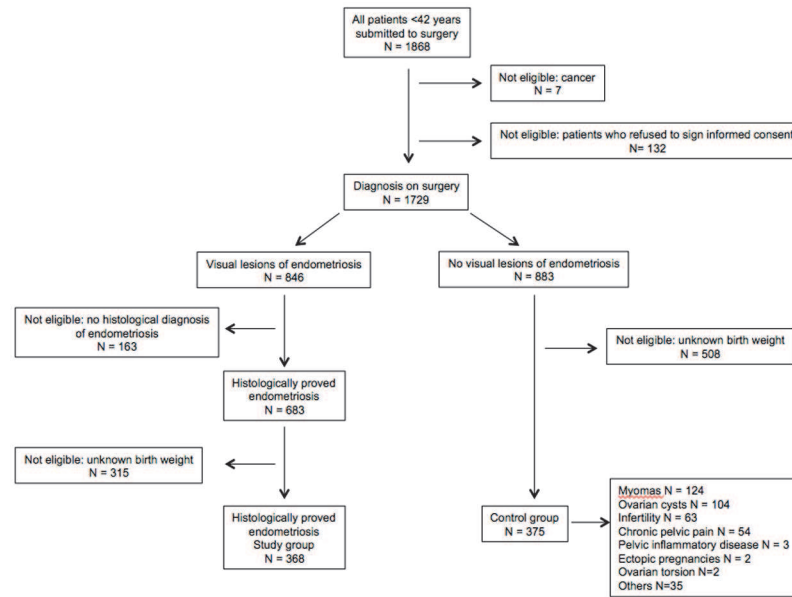 All patients <42 years
submitted to surgery
N = 1868
Not eligible: cancer
N = 7
Not eligible: patients who refused to sign informed consent
N= 132
Diagnosis on surgery
N = 1729
Visual lesions of endometriosis
N = 846
No visual lesions of endometriosis
N = 883
Not eligible: no histological diagnosis
of endometriosis
N = 163
Not eligible: unknown birth weight
N = 508
Histologically proved
endometriosis
N = 683
Not eligible: unknown birth weight
N = 315
Histologically proved
endometriosis
Study group
N = 368
Control group
N = 375
Myomas N = 124
Ovarian cysts N = 104
Infertility N = 63
Chronic pelvic pain N = 54
Pelvic inflammatory disease N = 3
Ectopic pregnancies N = 2
Ovarian torsion N=2
Others N=35